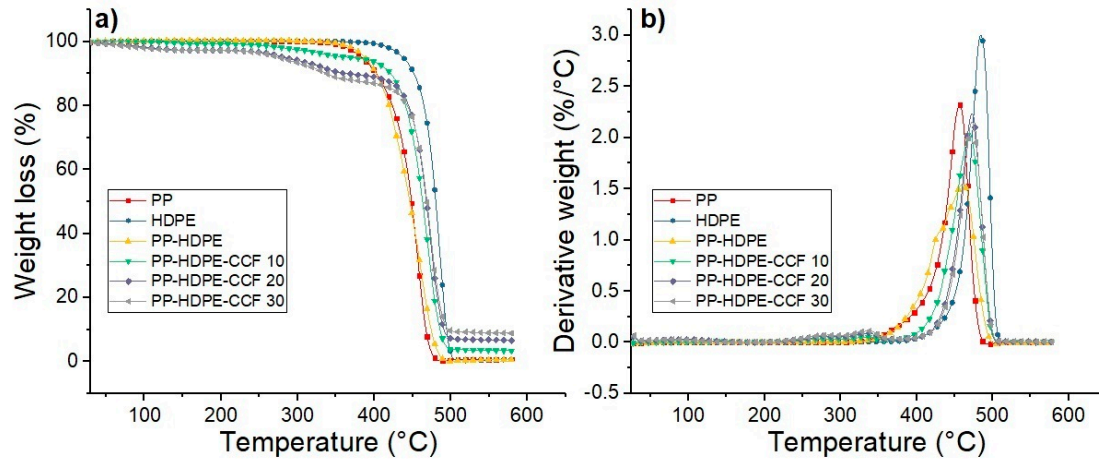 a)
100
80
60
40
20
0
Weight loss (%)
PP
HDPE
PP-HDPE
PP-HDPE-CCF 10
PP-HDPE-CCF 20
PP-HDPE-CCF 30
100 200 300 400 500 600
Temperature (°C)
b)
3.0
2.5
2.0
1.5
1.0
0.5
0.0
-0.5
Derivative weight (%/°C)
PP
HDPE
PP-HDPE
PP-HDPE-CCF 10
PP-HDPE-CCF 20
PP-HDPE-CCF 30
100 200 300 400 500 600
Temperature (°C)